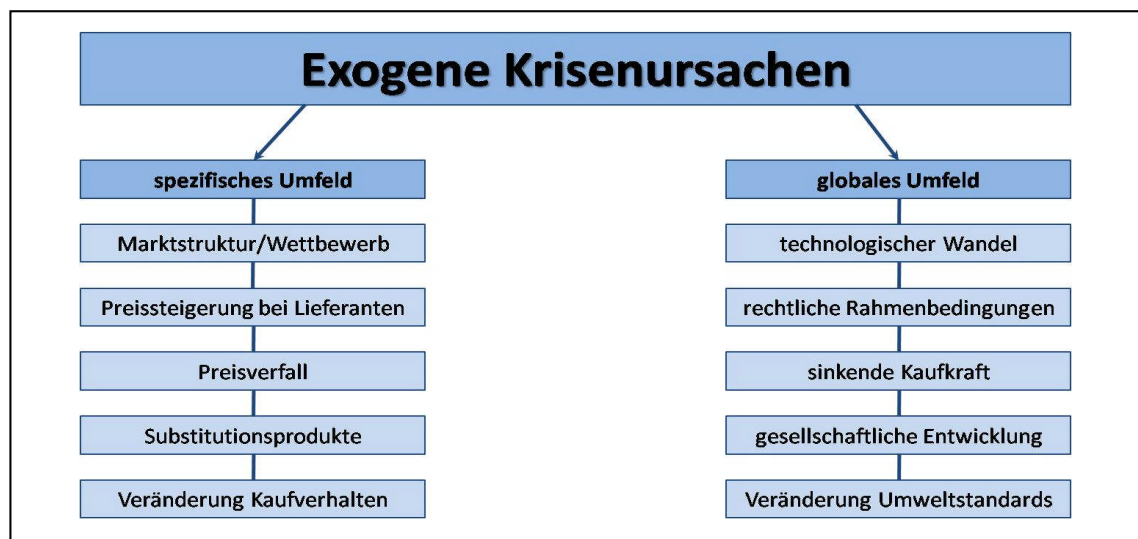 Exogene Krisenursachen
spezifisches Umfeld
Marktstruktur/Wettbewerb
Preissteigerung bei Lieferanten
Preisverfall
Substitutionsprodukte
Veränderung Kaufverhalten
globales Umfeld
technologischer Wandel
rechtliche Rahmenbedingungen
sinkende Kaufkraft
gesellschaftliche Entwicklung
Veränderung Umweltstandards